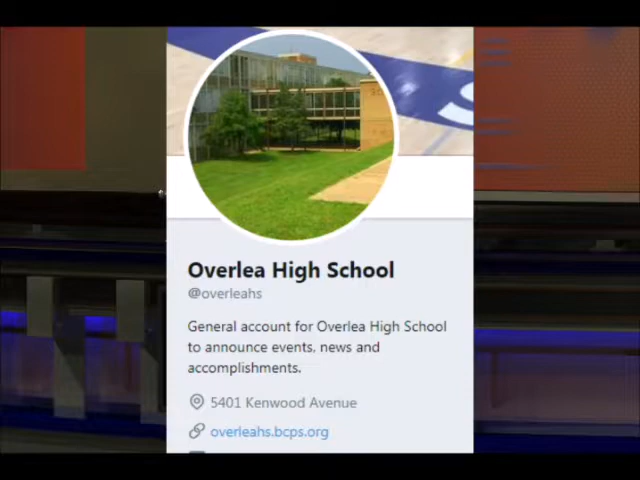 Overlea High School
@overleahs
General account for Overlea High School
to announce events, news and
accomplishments.
5401 Kenwood Avenue
overleahs.bcps.org